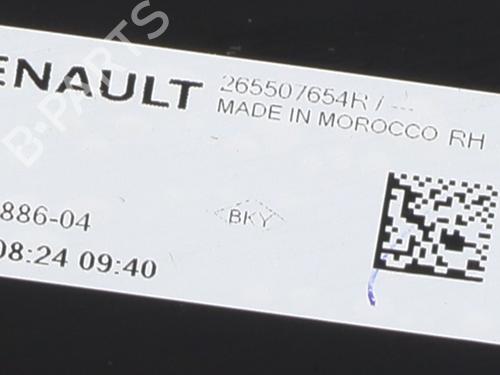 ENAULT 265507654R / ---
MADE IN MOROCCO RH
886-04
BKY
08:24 09:40
B-PARTS